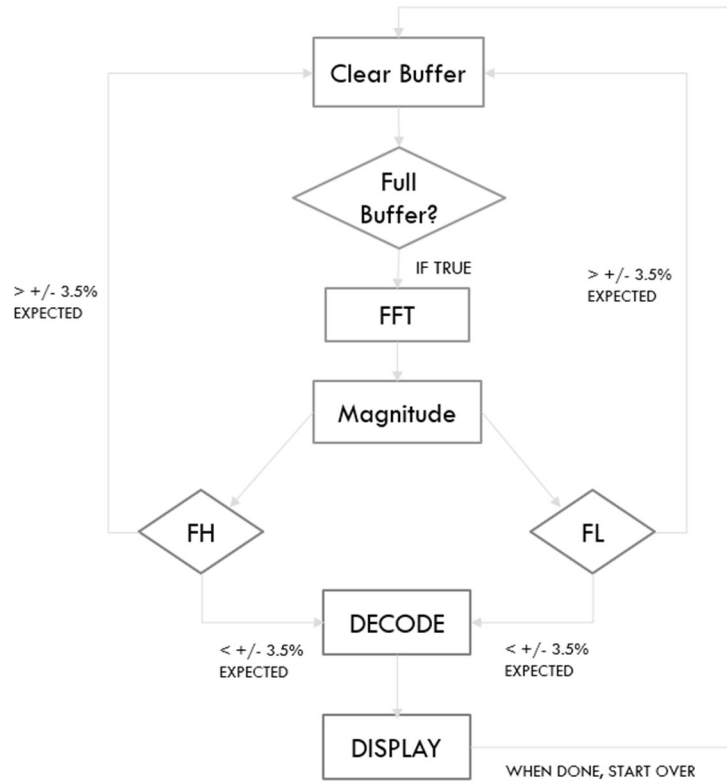 Clear Buffer
Full
Buffer?
IF TRUE
> +/- 3.5%
EXPECTED
> +/- 3.5%
EXPECTED
FFT
Magnitude
FH
FL
DECODE
< +/- 3.5%
EXPECTED
< +/- 3.5%
EXPECTED
DISPLAY
WHEN DONE, START OVER